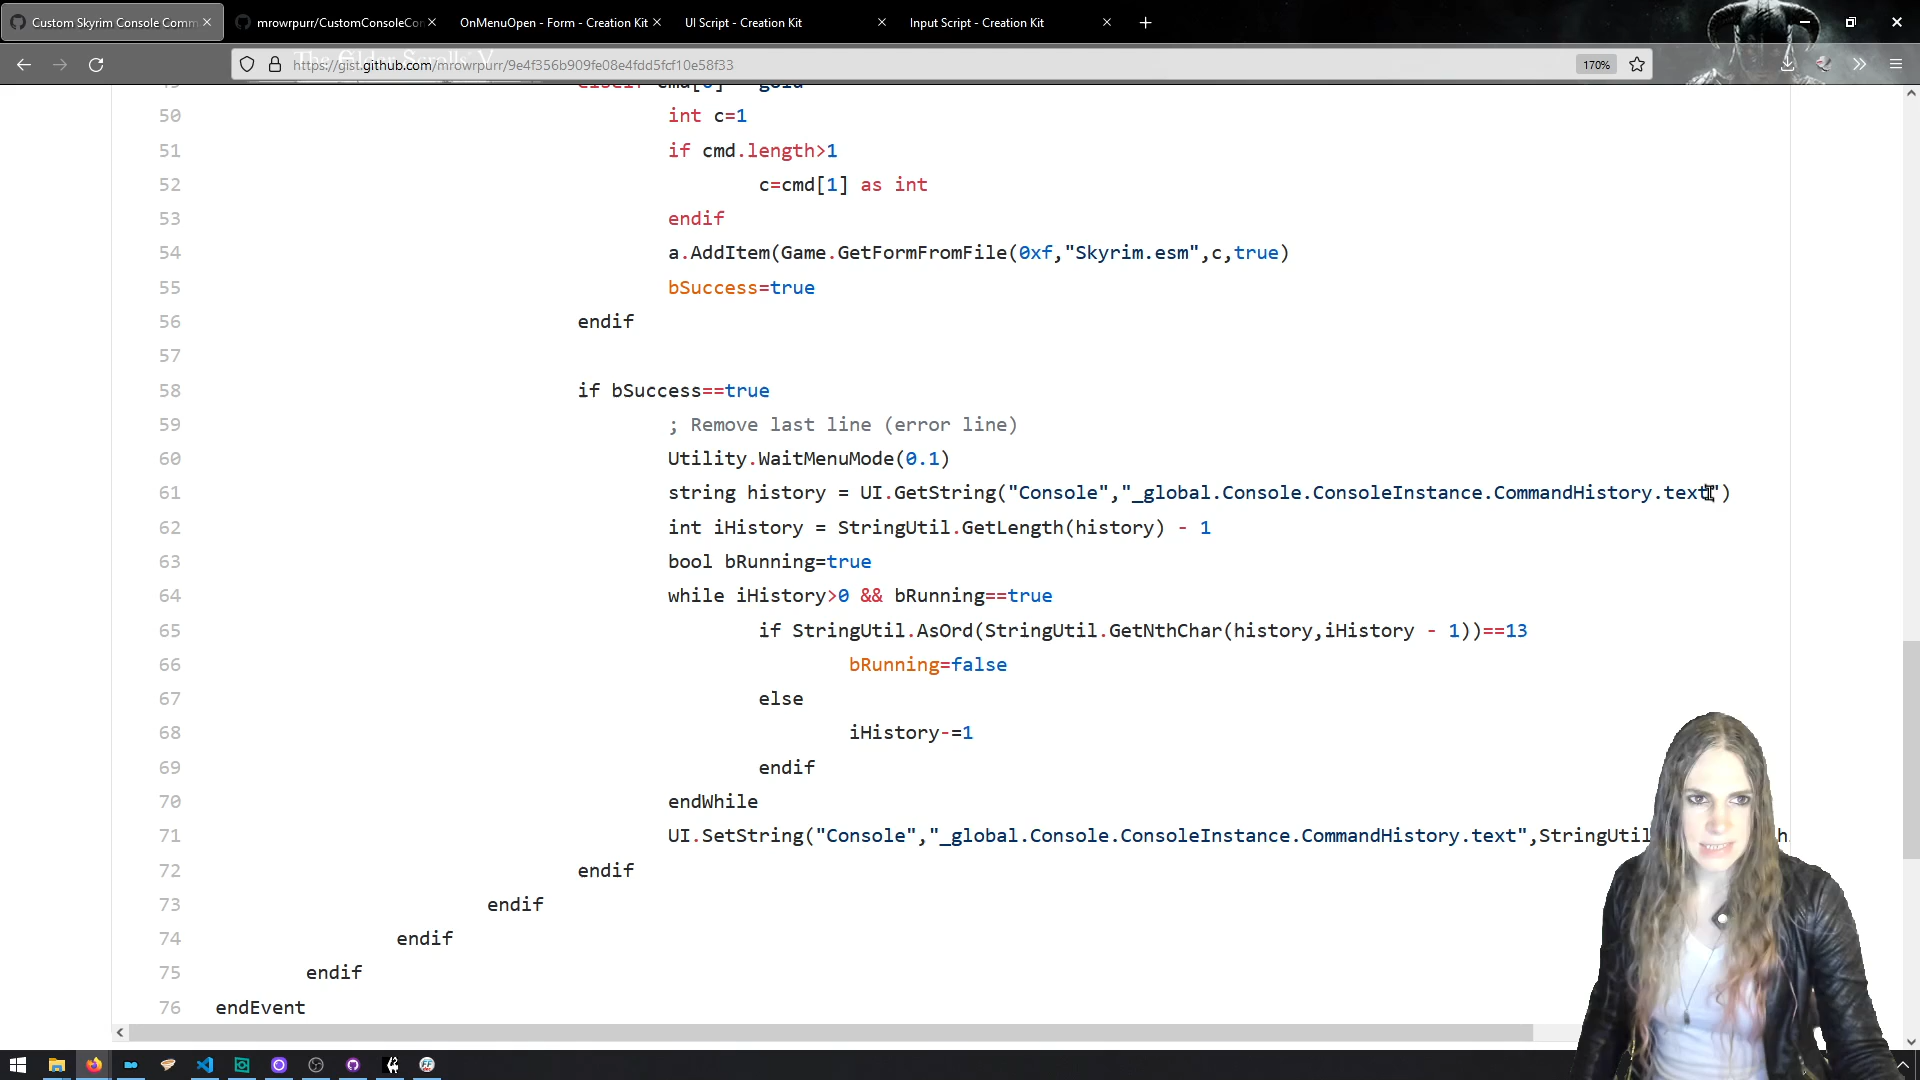 Custom Skyrim Console Comm
mrowrpurr/CustomConsoleCor
OnMenuOpen - Form - Creation Kit
UI Script - Creation Kit
Input Script - Creation Kit
https://gist.github.com/mrowrpurr/9e4f356b909fe08e4fdd5fcf10e58f33
170%
50 int c=1
51 if cmd.length>1
52 c=cmd[1] as int
53 endif
54 a.AddItem(Game.GetFormFromFile(0xf,"Skyrim.esm",c,true)
55 bSuccess=true
56 endif
57
58 if bSuccess==true
59 ; Remove last line (error line)
60 Utility.WaitMenuMode(0.1)
61 string history = UI.GetString("Console","_global.Console.ConsoleInstance.CommandHistory.text")
62 int iHistory = StringUtil.GetLength(history) - 1
63 bool bRunning=true
64 while iHistory>0 && bRunning==true
65 if StringUtil.AsOrd(StringUtil.GetNthChar(history,iHistory - 1))==13
66 bRunning=false
67 else
68 iHistory-=1
69 endif
70 endWhile
71 UI.SetString("Console","_global.Console.ConsoleInstance.CommandHistory.text",StringUtil
72 endif
73 endif
74 endif
75 endif
76 endEvent